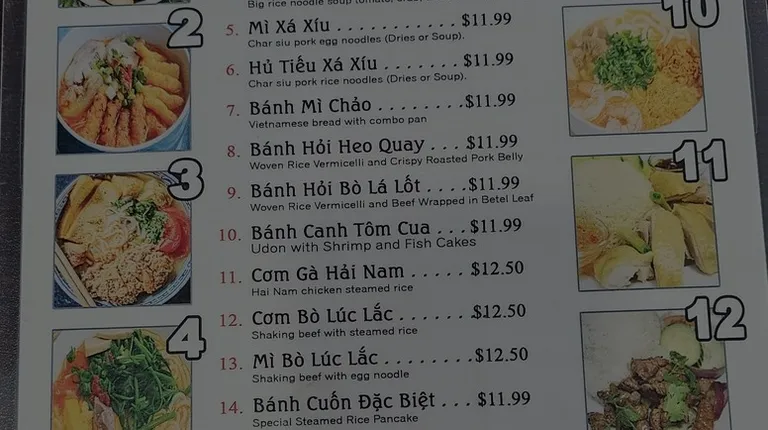 2
Big rice noodle soup
5. Mì Xá Xíu . . . . . . . . . . . $11.99
Char siu pork egg noodles (Dries or Soup).
6. Hủ Tiếu Xá Xíu . . . . . . . $11.99
Char siu pork rice noodles (Dries or Soup).
7. Bánh Mì Chảo . . . . . . . . . $11.99
Vietnamese bread with combo pan
8. Bánh Hỏi Heo Quay . . . $11.99
Woven Rice Vermicelli and Crispy Roasted Pork Belly
3
9. Bánh Hỏi Bò Lá Lốt . . . . $11.99
Woven Rice Vermicelli and Beef Wrapped in Betel Leaf
10. Bánh Canh Tôm Cua . . . $11.99
Udon with Shrimp and Fish Cakes
11. Cơm Gà Hải Nam . . . . . $12.50
Hai Nam chicken steamed rice
12. Cơm Bò Lúc Lắc . . . . . . . $12.50
Shaking beef with steamed rice
4
13. Mì Bò Lúc Lắc . . . . . . . . $12.50
Shaking beef with egg noodle
14. Bánh Cuốn Đặc Biệt . . . $11.99
Special Steamed Rice Pancake
10
11
12